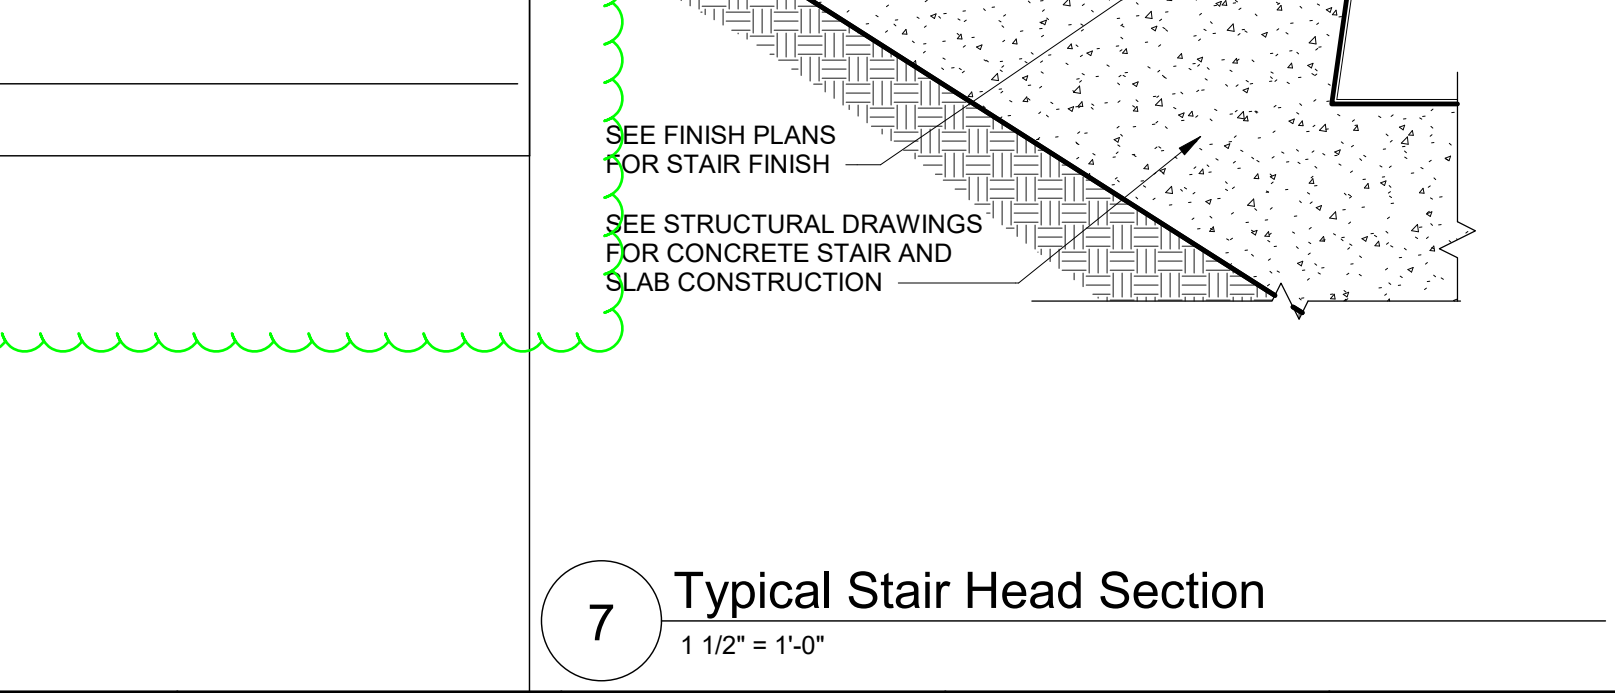 SEE FINISH PLANS
FOR STAIR FINISH
SEE STRUCTURAL DRAWINGS
FOR CONCRETE STAIR AND
SLAB CONSTRUCTION
7
Typical Stair Head Section
1 1/2" = 1'-0"